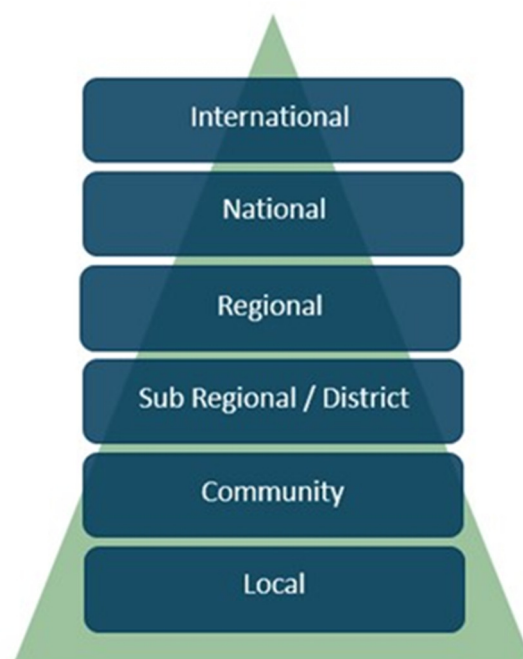 International
National
Regional
Sub Regional / District
Community
Local